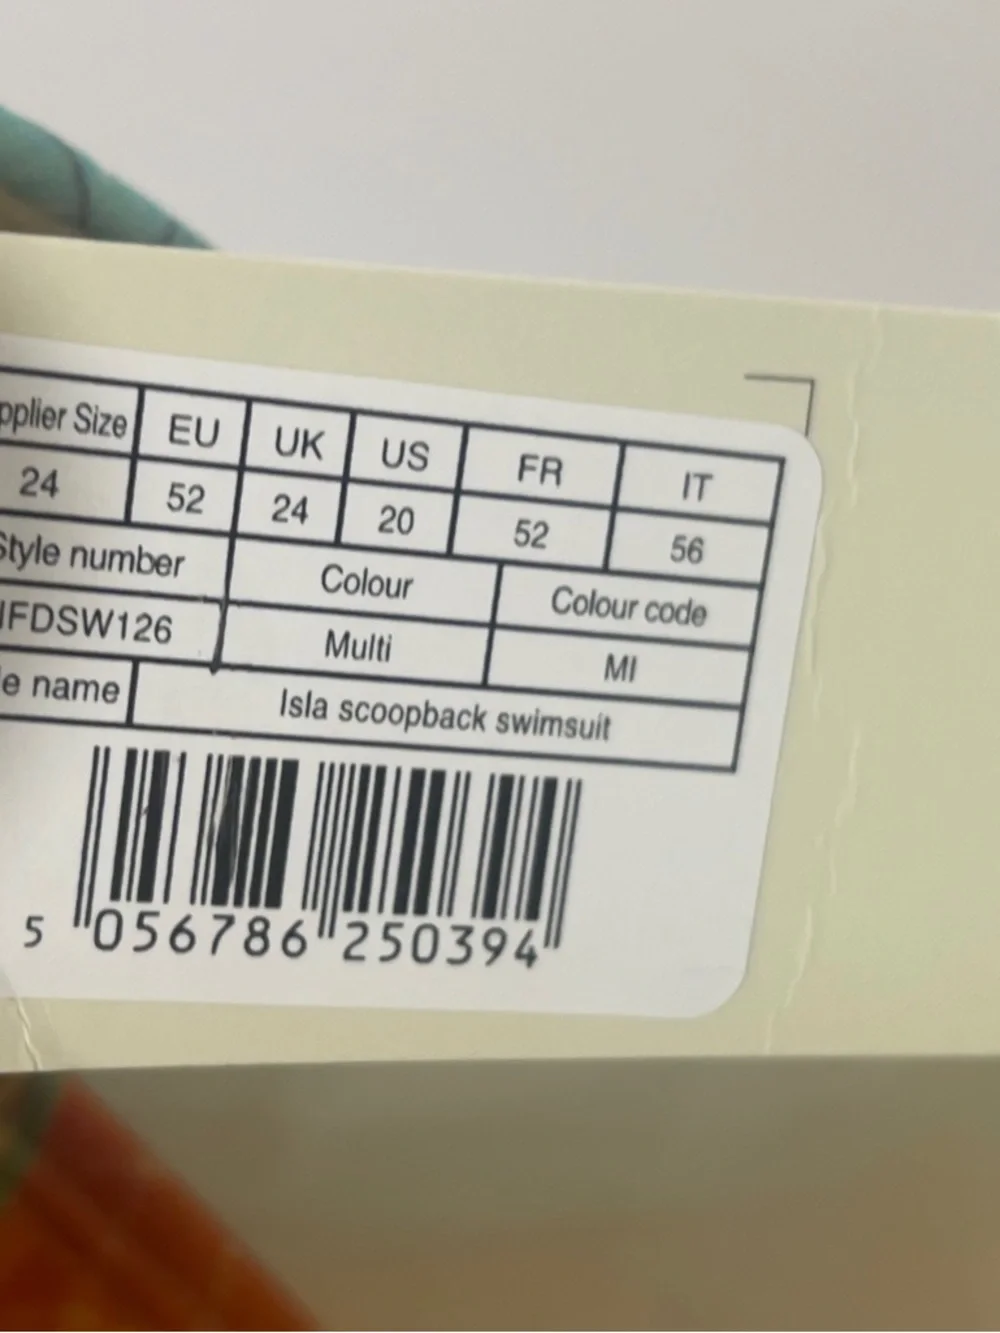 pplier Size EU UK US FR IT
24 52 24 20 52 56
Style number Colour Colour code
FDSW126 Multi MI
e name Isla scoopback swimsuit
5 056786 250394